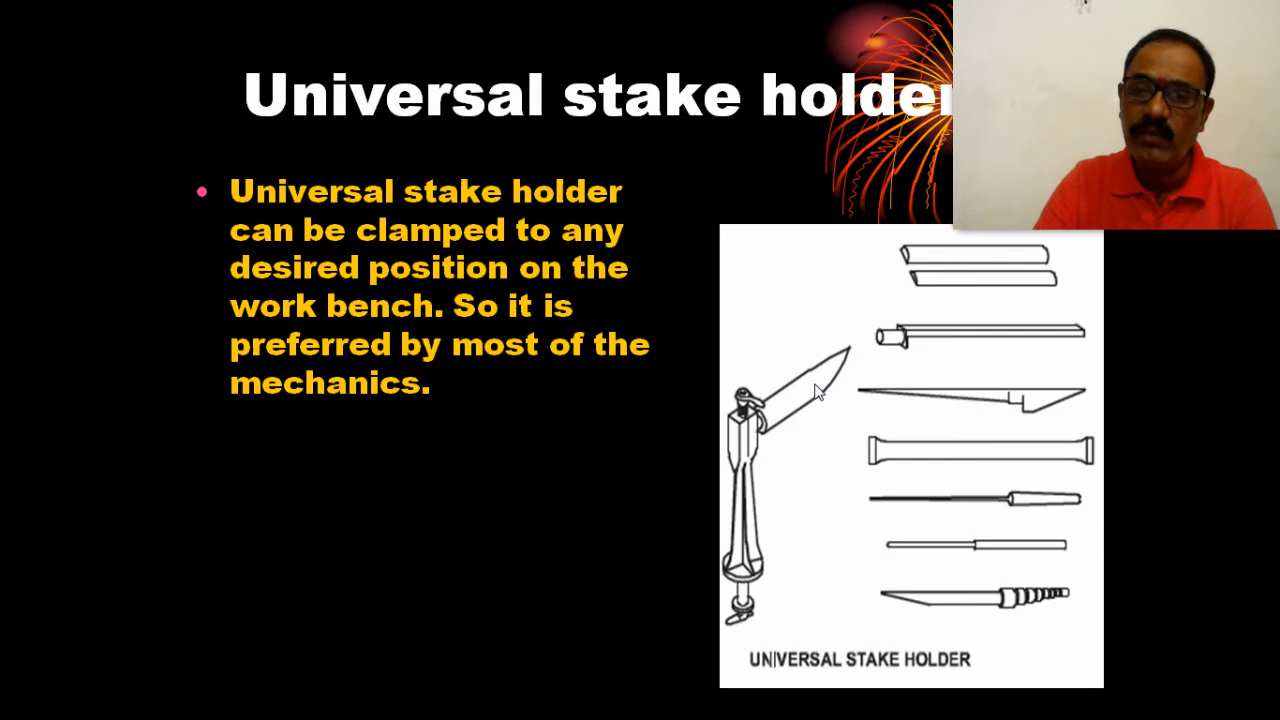 Universal stake holder
• Universal stake holder
can be clamped to any
desired position on the
work bench. So it is
preferred by most of the
mechanics.
UNIVERSAL STAKE HOLDER